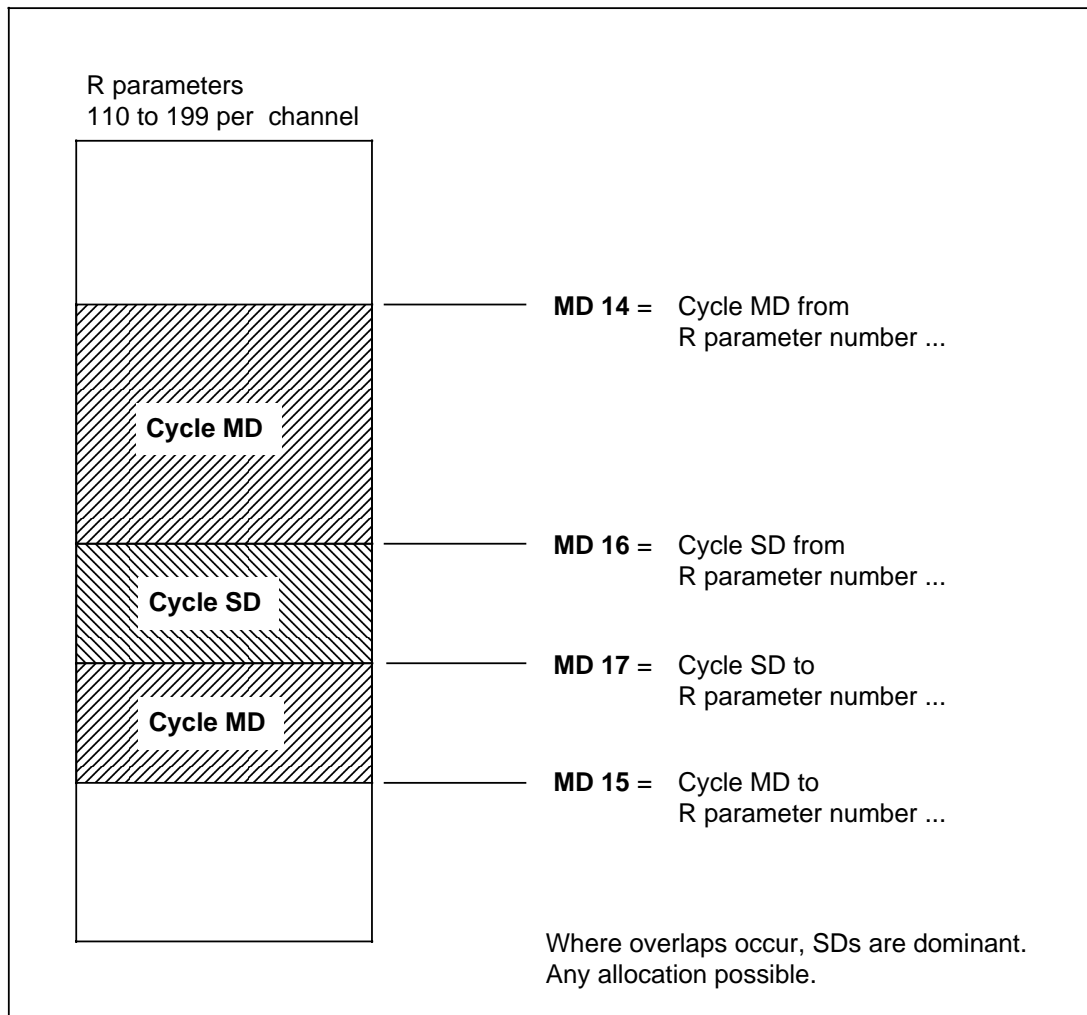 R parameters
110 to 199 per channel
MD 14 = Cycle MD from
R parameter number ...
Cycle MD
MD 16 = Cycle SD from
R parameter number ...
Cycle SD
MD 17 = Cycle SD to
R parameter number ...
Cycle MD
MD 15 = Cycle MD to
R parameter number ...
Where overlaps occur, SDs are dominant.
Any allocation possible.